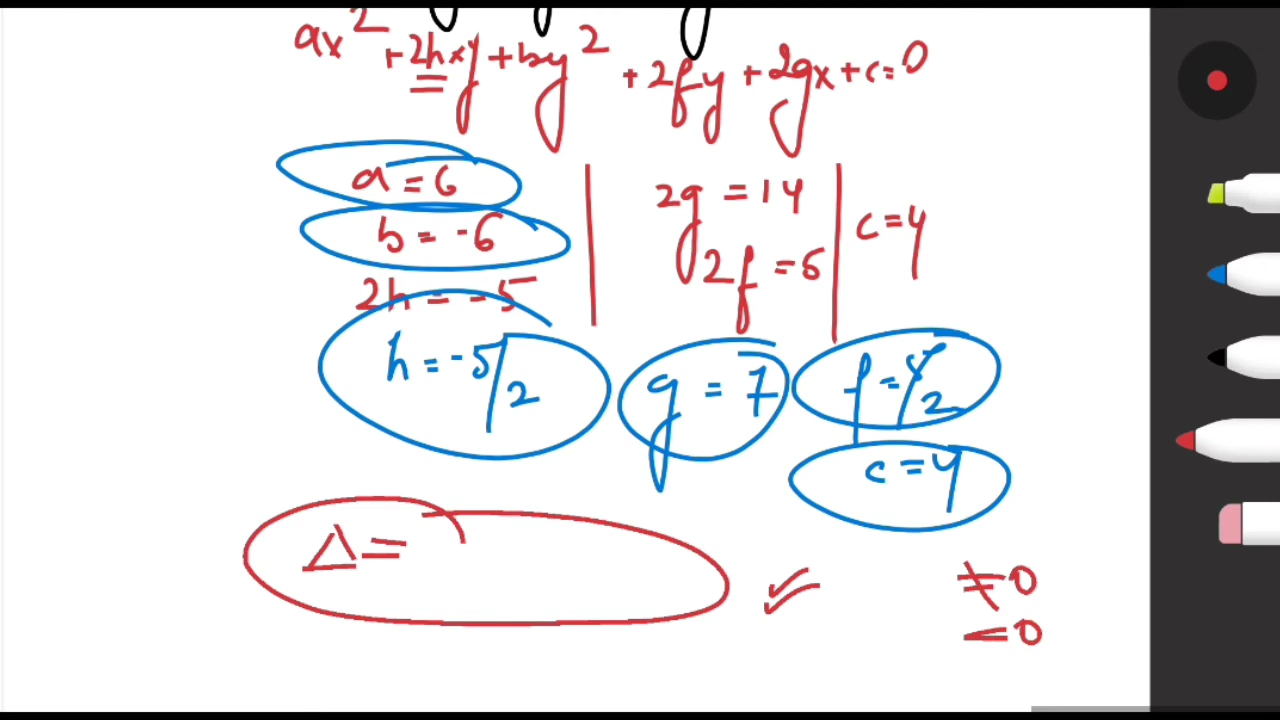 ax² + 2hxy + by² + 2fy + 2gx + c = 0
a = 6
b = -6
2h = -5
2g = 14
2f = 5
c = 4
h = -5/2
g = 7
f = 5/2
c = 4
Δ =
≠ 0
= 0